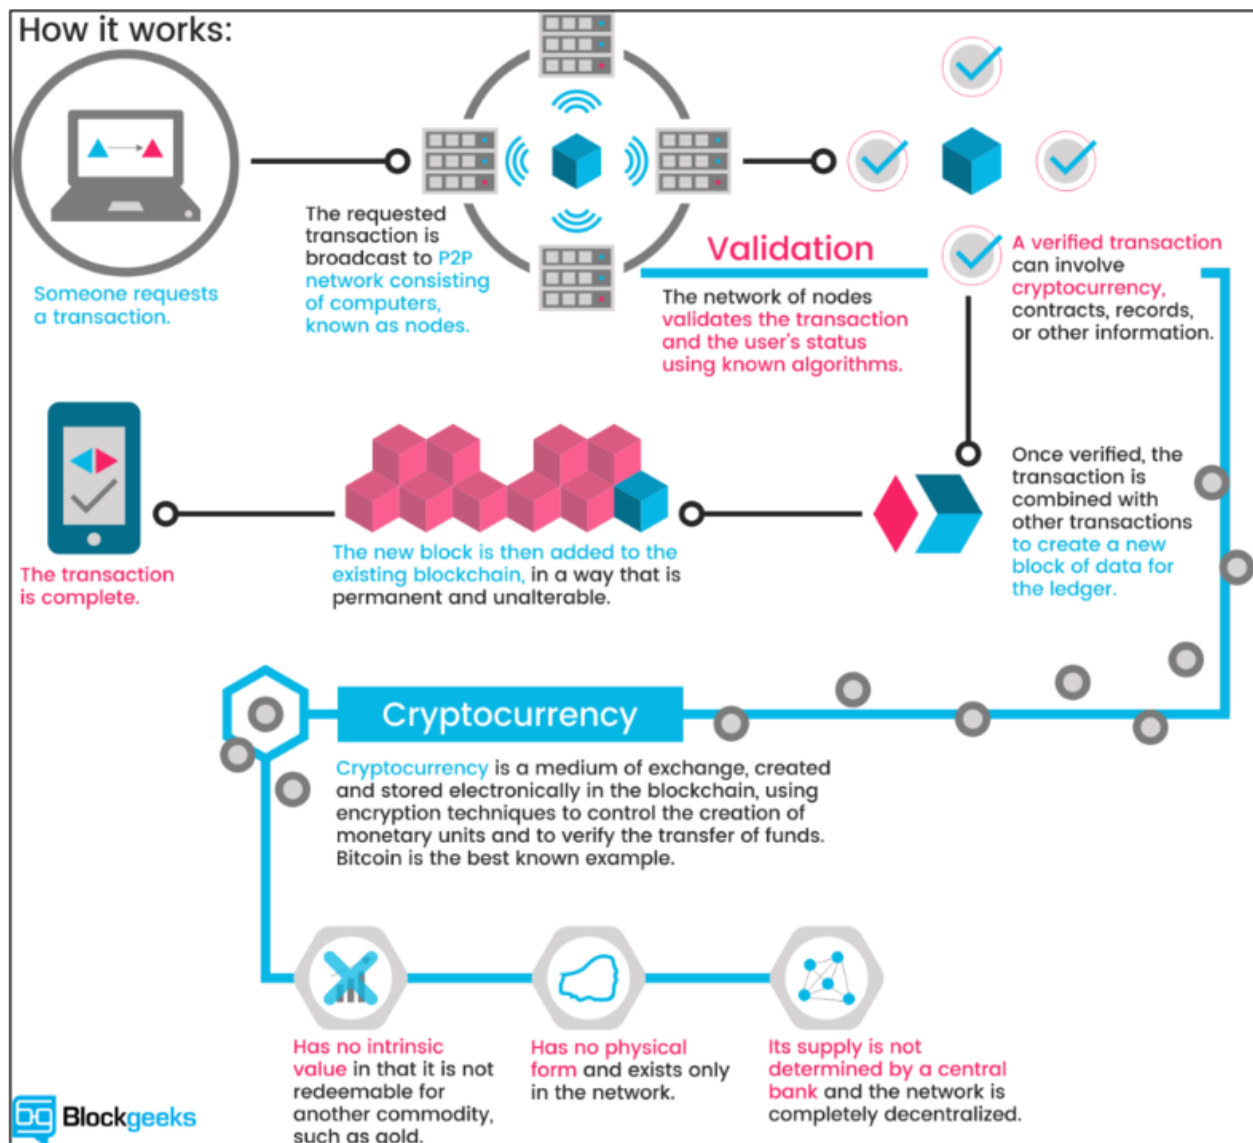 How it works:
Someone requests
a transaction.
The requested
transaction is
broadcast to P2P
network consisting
of computers,
known as nodes.
Validation
The network of nodes
validates the transaction
and the user's status
using known algorithms.
A verified transaction
can involve
cryptocurrency,
contracts, records,
or other information.
Once verified, the
transaction is
combined with
other transactions
to create a new
block of data for
the ledger.
The new block is then added to the
existing blockchain, in a way that is
permanent and unalterable.
The transaction
is complete.
Cryptocurrency
Cryptocurrency is a medium of exchange, created
and stored electronically in the blockchain, using
encryption techniques to control the creation of
monetary units and to verify the transfer of funds.
Bitcoin is the best known example.
Has no intrinsic
value in that it is not
redeemable for
another commodity,
such as gold.
Has no physical
form and exists only
in the network.
Its supply is not
determined by a central
bank and the network is
completely decentralized.
Blockgeeks